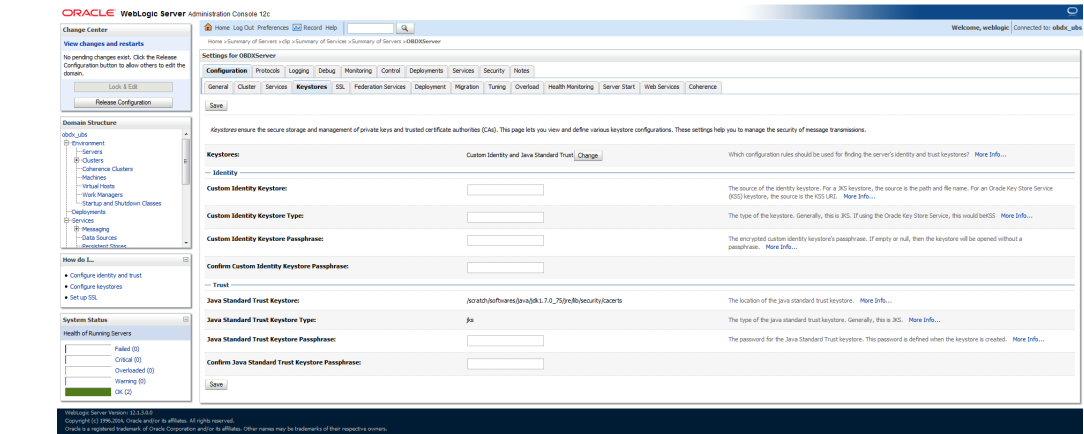 ORACLE WebLogic Server Administration Console 12c
Change Center
View changes and restarts
No pending changes exist. Click the Release
Configuration button to allow others to edit the
domain.
Lock & Edit
Release Configuration
Domain Structure
obdx_ubs
Environment
Servers
Clusters
Coherence Clusters
Machines
Virtual Hosts
Work Managers
Startup and Shutdown Classes
Deployments
Services
Messaging
Data Sources
Persistent Stores
How do I...
Configure identity and trust
Configure keystores
Set up SSL
System Status
Health of Running Servers
Failed (0)
Critical (0)
Overloaded (0)
Warning (0)
OK (2)
Home Log Out Preferences Record Help
Welcome, weblogic Connected to: obdx_ubs
Home >Summary of Servers >clip >Summary of Services >Summary of Servers >OBDXServer
Settings for OBDXServer
Configuration Protocols Logging Debug Monitoring Control Deployments Services Security Notes
General Cluster Services Keystores SSL Federation Services Deployment Migration Tuning Overload Health Monitoring Server Start Web Services Coherence
Save
Keystores ensure the secure storage and management of private keys and trusted certificate authorities (CAs). This page lets you view and define various keystore configurations. These settings help you to manage the security of message transmissions.
Keystores: Custom Identity and Java Standard Trust Change Which configuration rules should be used for finding the server's identity and trust keystores? More Info...
Identity
Custom Identity Keystore: The source of the identity keystore. For a JKS keystore, the source is the path and file name. For an Oracle Key Store Service
(KSS) keystore, the source is the KSS URI. More Info...
Custom Identity Keystore Type: The type of the keystore. Generally, this is JKS. If using the Oracle Key Store Service, this would beKSS More Info...
Custom Identity Keystore Passphrase: The encrypted custom identity keystore's passphrase. If empty or null, then the keystore will be opened without a
passphrase. More Info...
Confirm Custom Identity Keystore Passphrase:
Trust
Java Standard Trust Keystore: /scratch/softwares/java/jdk1.7.0_75/jre/lib/security/cacerts The location of the java standard trust keystore. More Info...
Java Standard Trust Keystore Type: jks The type of the java standard trust keystore. Generally, this is JKS. More Info...
Java Standard Trust Keystore Passphrase: The password for the Java Standard Trust keystore. This password is defined when the keystore is created. More Info...
Confirm Java Standard Trust Keystore Passphrase:
Save
WebLogic Server Version: 12.1.3.0.0
Copyright (c) 1996,2014, Oracle and/or its affiliates. All rights reserved.
Oracle is a registered trademark of Oracle Corporation and/or its affiliates. Other names may be trademarks of their respective owners.